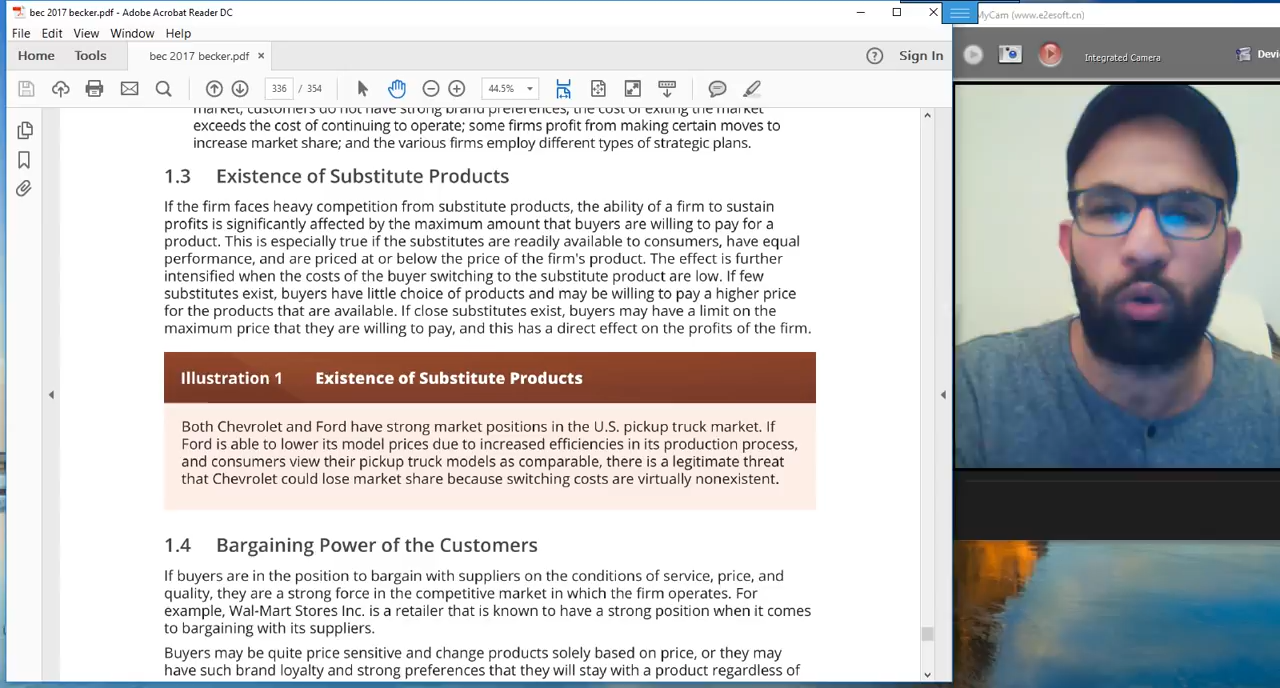 bec 2017 becker.pdf - Adobe Acrobat Reader DC
MyCam (www.e2esoft.cn)
File Edit View Window Help
Home Tools bec 2017 becker.pdf × Sign In
Integrated Camera
336 / 354 44.5%
market, customers do not have strong brand preferences, the cost of exiting the market
exceeds the cost of continuing to operate; some firms profit from making certain moves to
increase market share; and the various firms employ different types of strategic plans.
1.3 Existence of Substitute Products
If the firm faces heavy competition from substitute products, the ability of a firm to sustain
profits is significantly affected by the maximum amount that buyers are willing to pay for a
product. This is especially true if the substitutes are readily available to consumers, have equal
performance, and are priced at or below the price of the firm's product. The effect is further
intensified when the costs of the buyer switching to the substitute product are low. If few
substitutes exist, buyers have little choice of products and may be willing to pay a higher price
for the products that are available. If close substitutes exist, buyers may have a limit on the
maximum price that they are willing to pay, and this has a direct effect on the profits of the firm.
Illustration 1 Existence of Substitute Products
Both Chevrolet and Ford have strong market positions in the U.S. pickup truck market. If
Ford is able to lower its model prices due to increased efficiencies in its production process,
and consumers view their pickup truck models as comparable, there is a legitimate threat
that Chevrolet could lose market share because switching costs are virtually nonexistent.
1.4 Bargaining Power of the Customers
If buyers are in the position to bargain with suppliers on the conditions of service, price, and
quality, they are a strong force in the competitive market in which the firm operates. For
example, Wal-Mart Stores Inc. is a retailer that is known to have a strong position when it comes
to bargaining with its suppliers.
Buyers may be quite price sensitive and change products solely based on price, or they may
have such brand loyalty and strong preferences that they will stay with a product regardless of